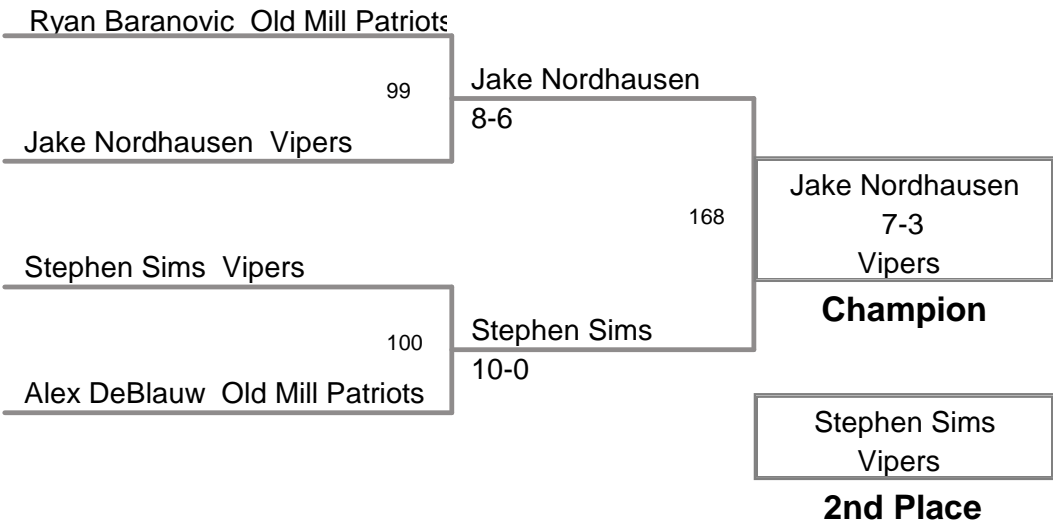 Ryan Baranovic  Old Mill Patriots
99
Jake Nordhausen
8-6
Jake Nordhausen  Vipers
Jake Nordhausen
7-3
Vipers
168
Champion
Stephen Sims  Vipers
100
Stephen Sims
10-0
Alex DeBlauw  Old Mill Patriots
Stephen Sims
Vipers
2nd Place